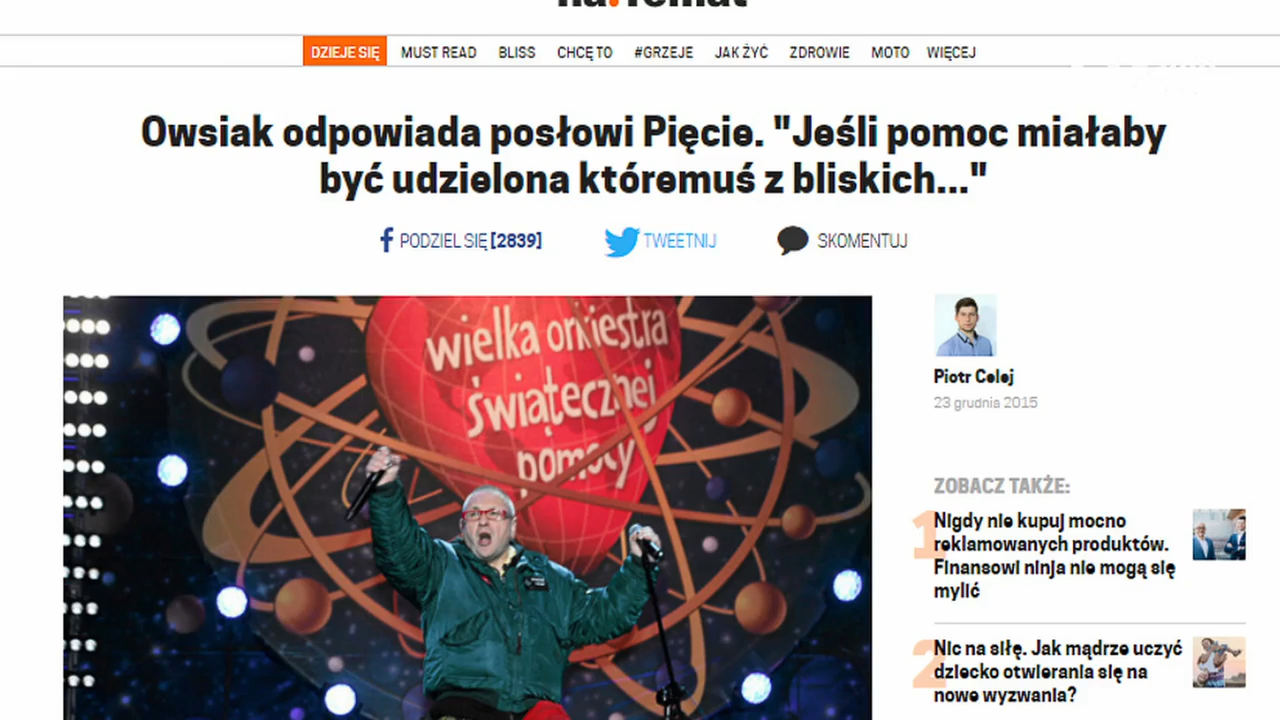 na:Temat
DZIEJE SIĘ MUST READ BLISS CHCĘ TO #GRZEJE JAK ŻYĆ ZDROWIE MOTO WIĘCEJ
Owsiak odpowiada posłowi Pięcie. "Jeśli pomoc miałaby
być udzielona któremuś z bliskich..."
PODZIEL SIĘ [2839] TWEETNIJ SKOMENTUJ
wielka orkiestra
świątecznej
pomocy
Piotr Celej
23 grudnia 2015
ZOBACZ TAKŻE:
1
Nigdy nie kupuj mocno
reklamowanych produktów.
Finansowi ninja nie mogą się
mylić
2
Nic na siłę. Jak mądrze uczyć
dziecko otwierania się na
nowe wyzwania?